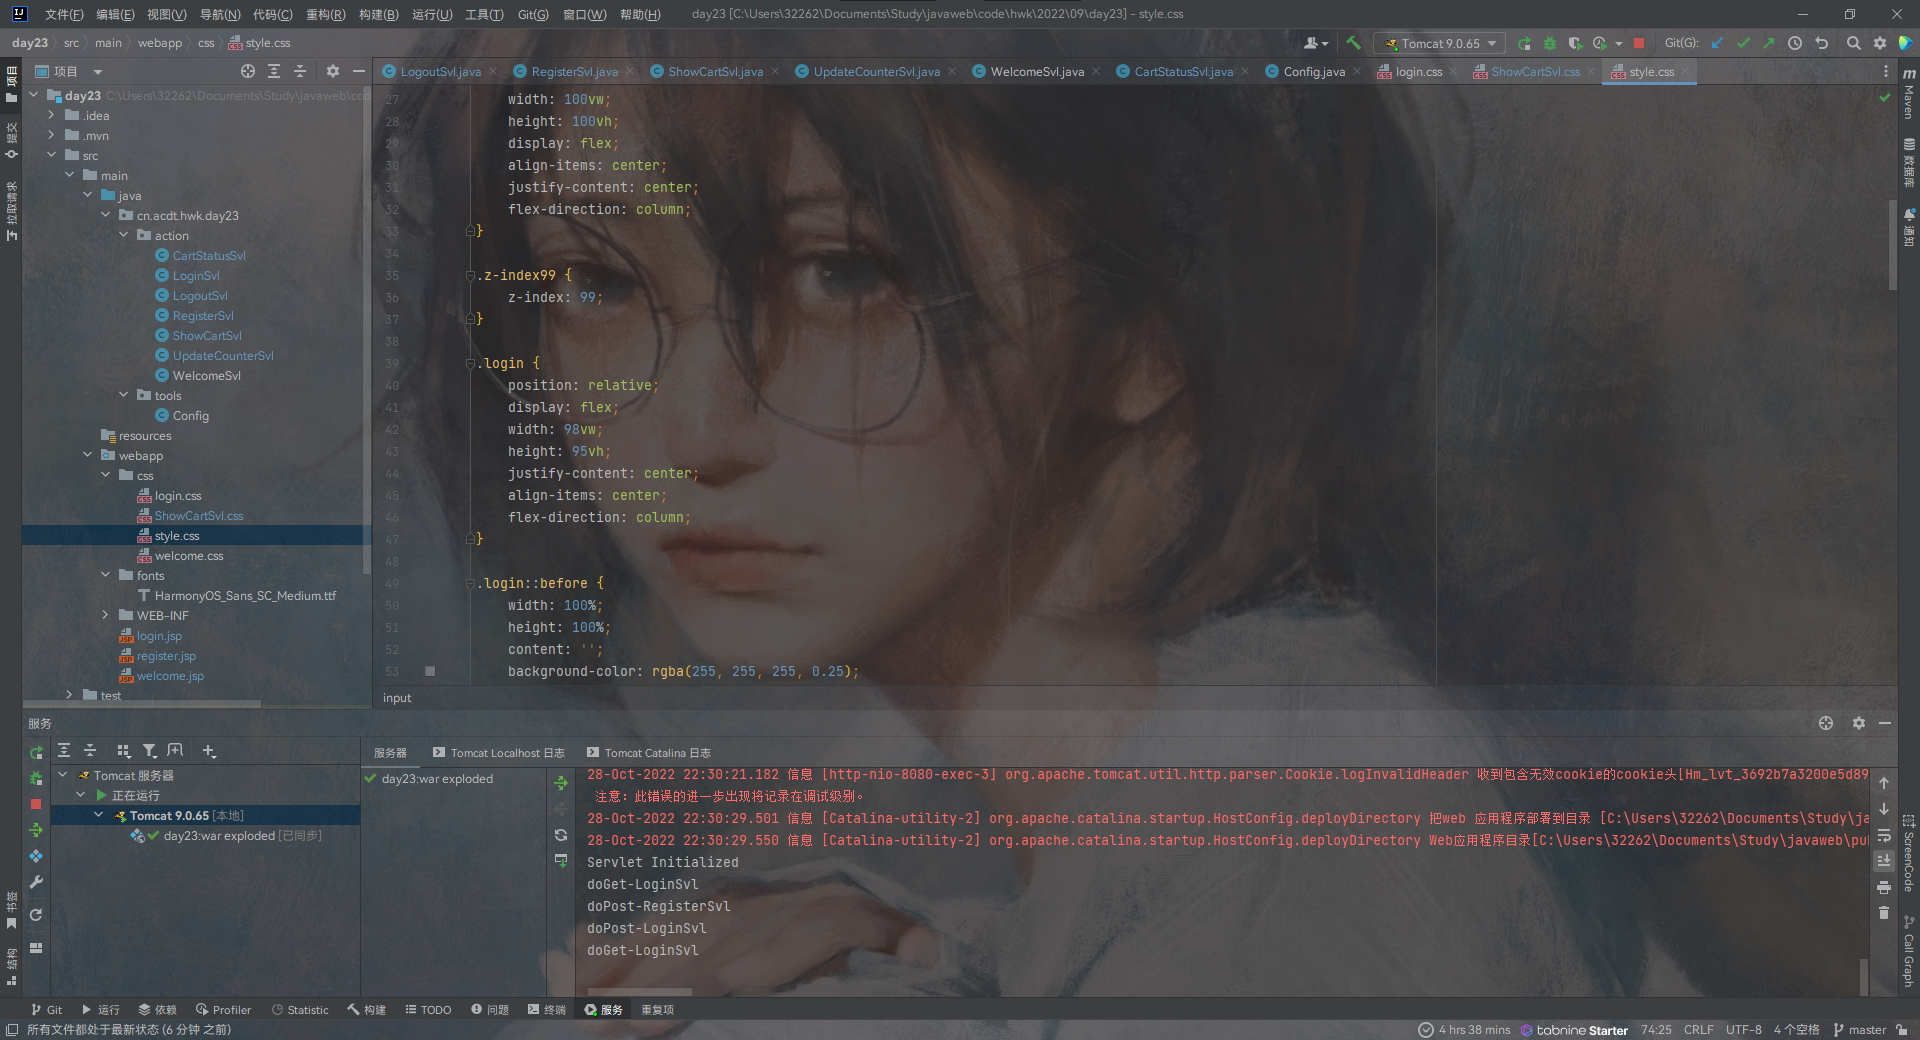 文件(F) 编辑(E) 视图(V) 导航(N) 代码(C) 重构(R) 构建(B) 运行(U) 工具(T) Git(G) 窗口(W) 帮助(H) day23 [C:\Users\32262\Documents\Study\javaweb\code\hwk\2022\09\day23] - style.css
day23 src main webapp css style.css Tomcat 9.0.65 Git(G):
项目 LogoutSvl.java RegisterSvl.java ShowCartSvl.java UpdateCounterSvl.java WelcomeSvl.java CartStatusSvl.java Config.java login.css ShowCartSvl.css style.css
项目
提交
拉取请求
day23 C:\Users\32262\Documents\Study\javaweb\cod
.idea
.mvn
src
main
java
cn.acdt.hwk.day23
action
CartStatusSvl
LoginSvl
LogoutSvl
RegisterSvl
ShowCartSvl
UpdateCounterSvl
WelcomeSvl
tools
Config
resources
webapp
css
login.css
ShowCartSvl.css
style.css
welcome.css
fonts
HarmonyOS_Sans_SC_Medium.ttf
WEB-INF
login.jsp
register.jsp
welcome.jsp
test
27 width: 100vw;
28 height: 100vh;
29 display: flex;
30 align-items: center;
31 justify-content: center;
32 flex-direction: column;
33 }
34
35 .z-index99 {
36 z-index: 99;
37 }
38
39 .login {
40 position: relative;
41 display: flex;
42 width: 98vw;
43 height: 95vh;
44 justify-content: center;
45 align-items: center;
46 flex-direction: column;
47 }
48
49 .login::before {
50 width: 100%;
51 height: 100%;
52 content: '';
53 background-color: rgba(255, 255, 255, 0.25);
input
Maven
数据库
通知
ScreenCode
Call Graph
服务
书签
结构
Tomcat 服务器
正在运行
Tomcat 9.0.65 [本地]
day23:war exploded [已同步]
服务器 Tomcat Localhost 日志 Tomcat Catalina 日志
day23:war exploded
28-Oct-2022 22:30:21.182 信息 [http-nio-8080-exec-3] org.apache.tomcat.util.http.parser.Cookie.logInvalidHeader 收到包含无效cookie的cookie头[Hm_lvt_3692b7a3200e5d89
注意: 此错误的进一步出现将记录在调试级别。
28-Oct-2022 22:30:29.501 信息 [Catalina-utility-2] org.apache.catalina.startup.HostConfig.deployDirectory 把web 应用程序部署到目录 [C:\Users\32262\Documents\Study\ja
28-Oct-2022 22:30:29.550 信息 [Catalina-utility-2] org.apache.catalina.startup.HostConfig.deployDirectory Web应用程序目录[C:\Users\32262\Documents\Study\javaweb\pu
Servlet Initialized
doGet-LoginSvl
doPost-RegisterSvl
doPost-LoginSvl
doGet-LoginSvl
Git 运行 依赖 Profiler Statistic 构建 TODO 问题 终端 服务 重复项
所有文件都处于最新状态 (6 分钟 之前) 4 hrs 38 mins tabnine Starter 74:25 CRLF UTF-8 4 个空格 master